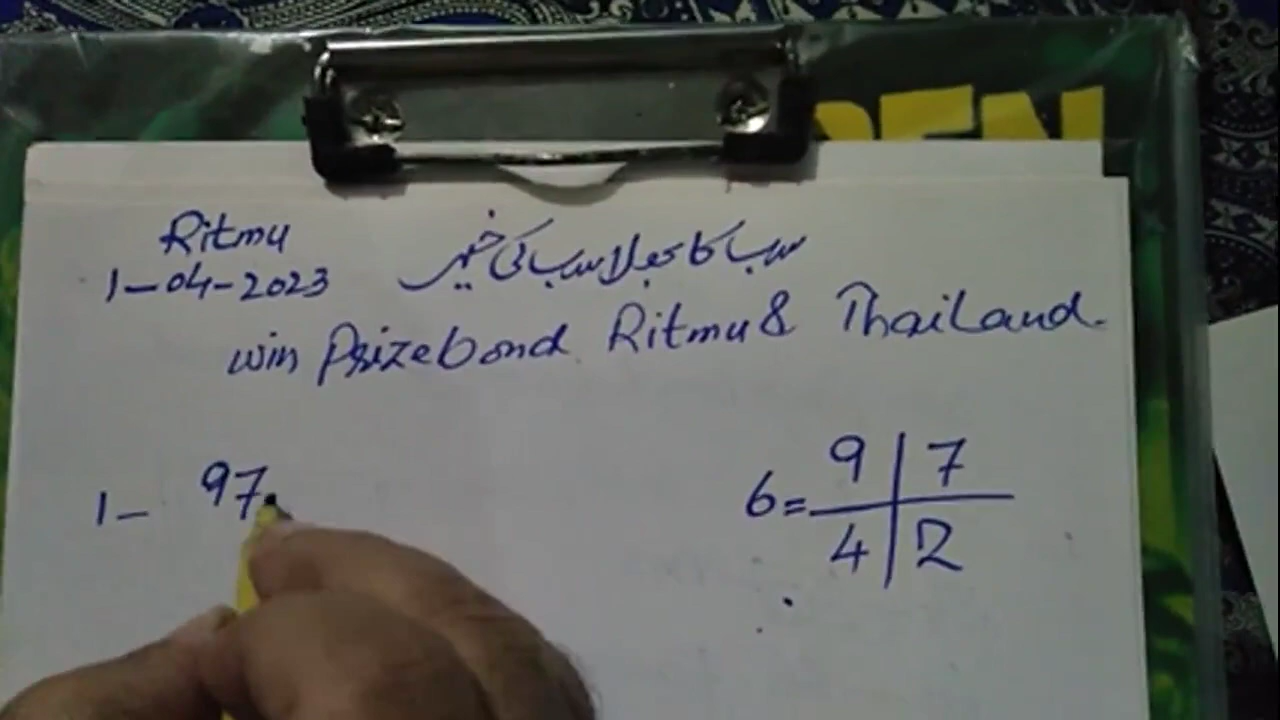 Ritmu
سب کا بھلا سب کی خیر
1-04-2023
win Prizebond Ritmu & Thailand.
1- 97
6= 9 7
4 2